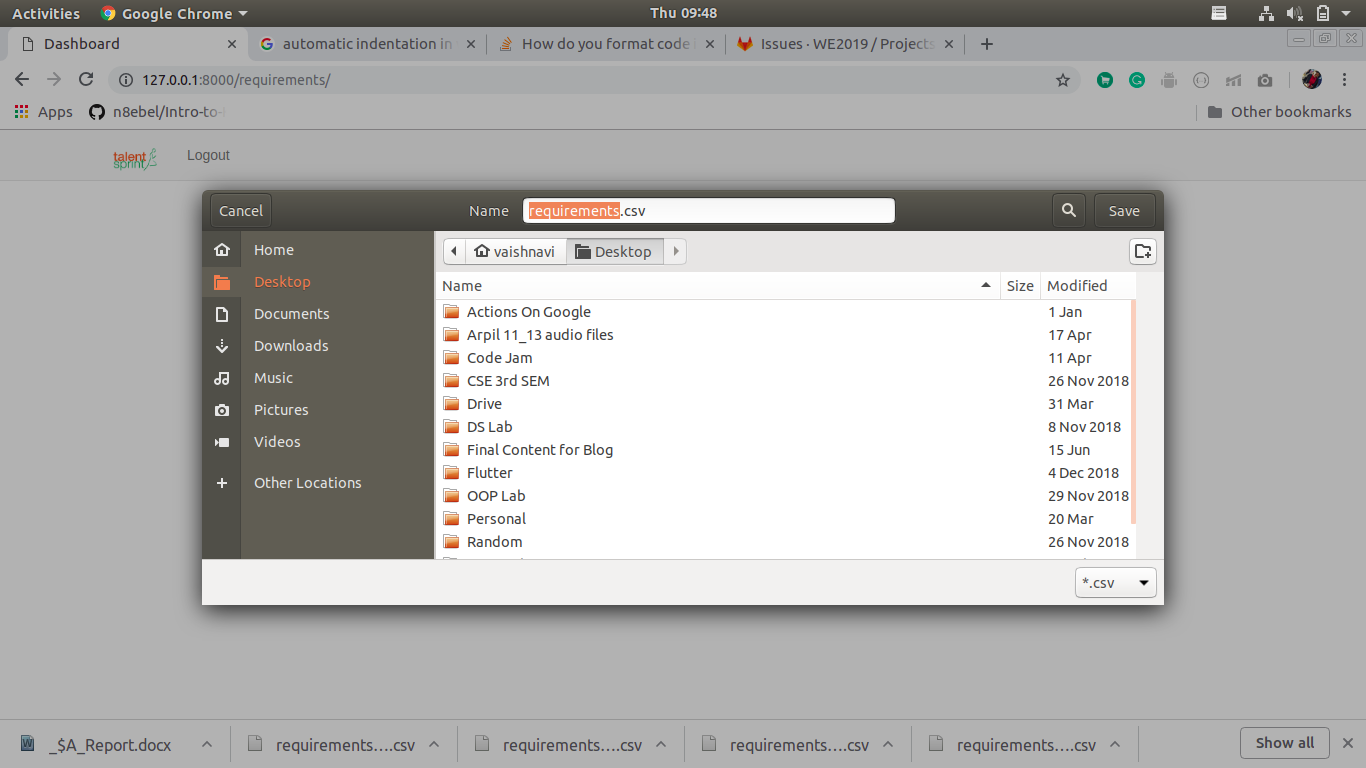 Activities Google Chrome Thu 09:48
Dashboard automatic indentation in How do you format code Issues · WE2019 / Projects
127.0.0.1:8000/requirements/
Apps n8ebel/Intro-to- Other bookmarks
talent
sprint
Logout
Cancel Name requirements.csv Save
Home
Desktop
Documents
Downloads
Music
Pictures
Videos
Other Locations
vaishnavi Desktop
Name Size Modified
Actions On Google 1 Jan
Arpil 11_13 audio files 17 Apr
Code Jam 11 Apr
CSE 3rd SEM 26 Nov 2018
Drive 31 Mar
DS Lab 8 Nov 2018
Final Content for Blog 15 Jun
Flutter 4 Dec 2018
OOP Lab 29 Nov 2018
Personal 20 Mar
Random 26 Nov 2018
*.csv
_$A_Report.docx requirements....csv requirements....csv requirements....csv requirements....csv Show all